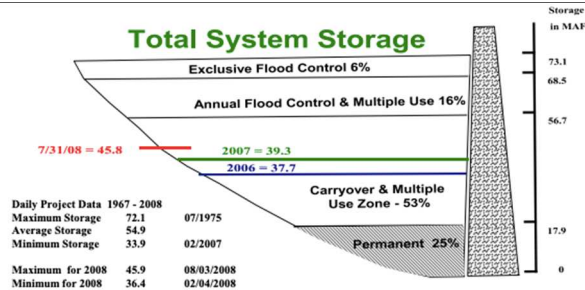 Storage
in MAF
Total System Storage
73.1
Exclusive Flood Control 6%
68.5
Annual Flood Control & Multiple Use 16%
56.7
7/31/08 = 45.8
2007 = 39.3
2006 = 37.7
Carryover & Multiple
Use Zone - 53%
Daily Project Data 1967 - 2008
Maximum Storage 72.1 07/1975
Average Storage 54.9
Minimum Storage 33.9 02/2007
17.9
Permanent 25%
Maximum for 2008 45.9 08/03/2008
Minimum for 2008 36.4 02/04/2008
0